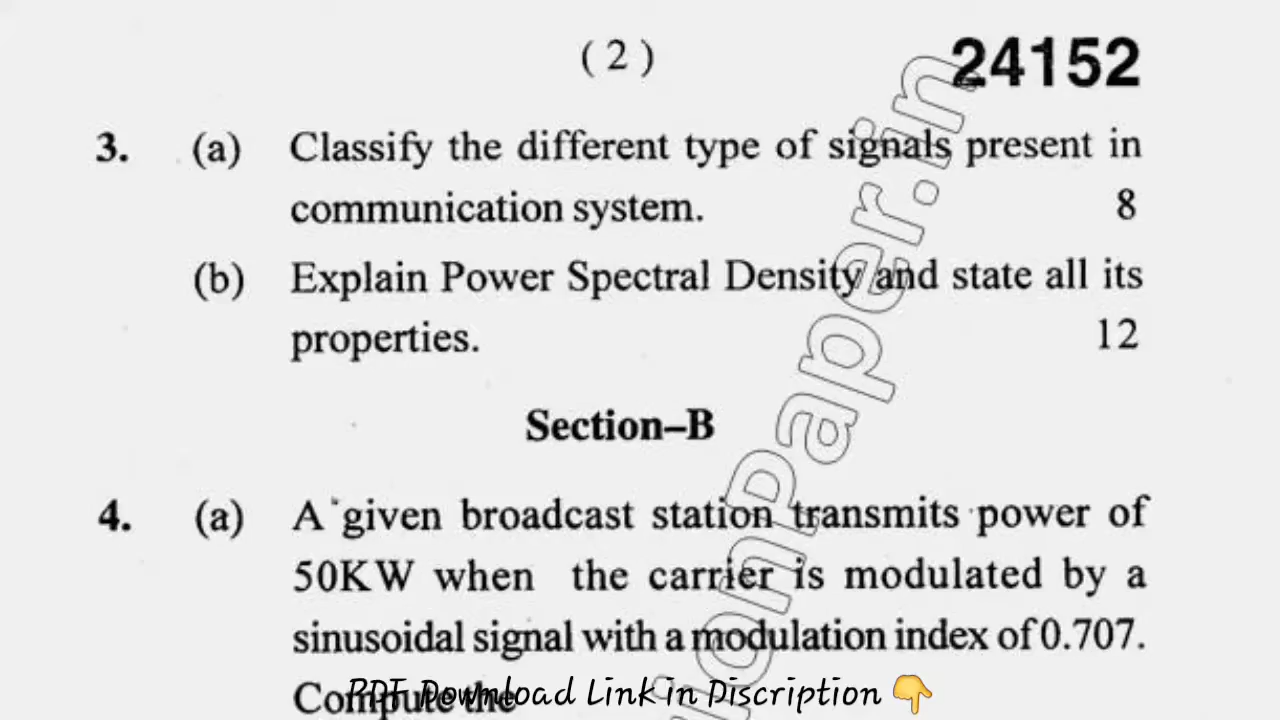 ( 2 )
24152
3. (a) Classify the different type of signals present in
communication system. 8
(b) Explain Power Spectral Density and state all its
properties. 12
Section–B
4. (a) A given broadcast station transmits power of
50KW when the carrier is modulated by a
sinusoidal signal with a modulation index of 0.707.
Compute the
PDF Download Link in Discription 👇
ionPaper.in